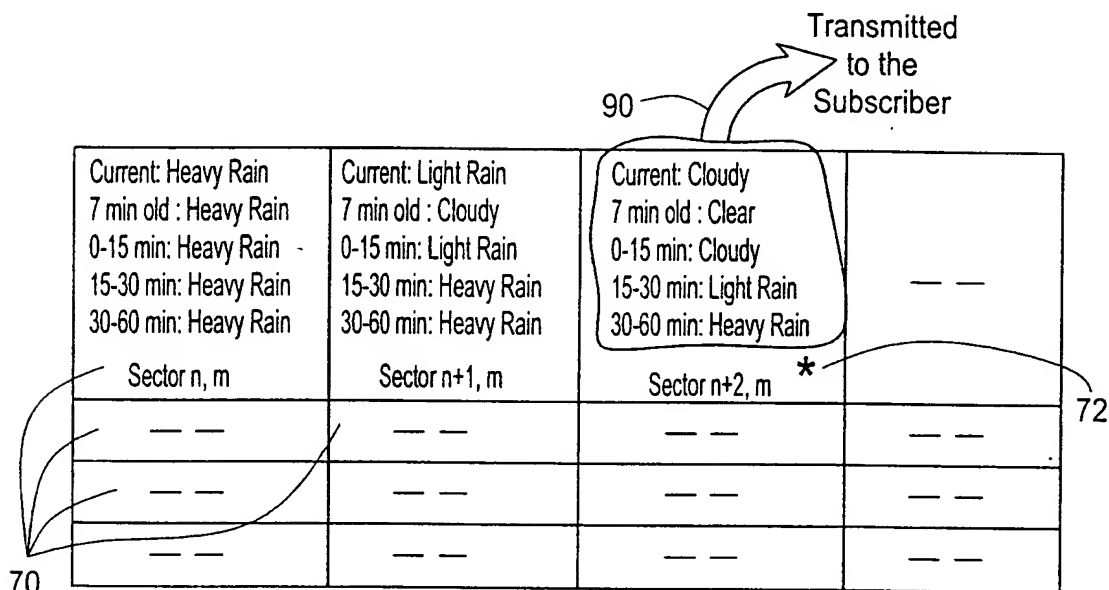 Transmitted
to the
Subscriber
90
Current: Heavy Rain
7 min old : Heavy Rain
0-15 min: Heavy Rain
15-30 min: Heavy Rain
30-60 min: Heavy Rain
Sector n, m
Current: Light Rain
7 min old : Cloudy
0-15 min: Light Rain
15-30 min: Heavy Rain
30-60 min: Heavy Rain
Sector n+1, m
Current: Cloudy
7 min old : Clear
0-15 min: Cloudy
15-30 min: Light Rain
30-60 min: Heavy Rain
Sector n+2, m
*
— —
72
— — — — — — — —
— — — — — — — —
— — — — — — — —
70